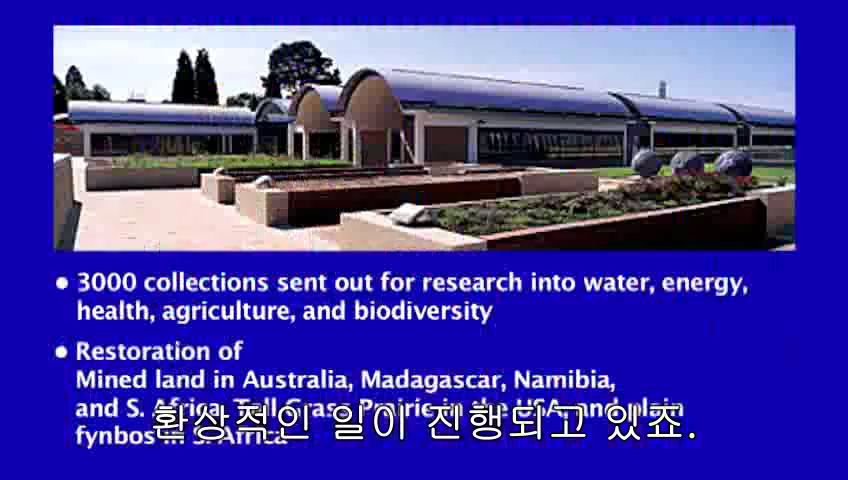 • 3000 collections sent out for research into water, energy,
health, agriculture, and biodiversity
• Restoration of
Mined land in Australia, Madagascar, Namibia,
and S. Africa, Tall Grass Prairie in the USA, and plain
fynbos in S. Africa
환상적인 일이 진행되고 있죠.